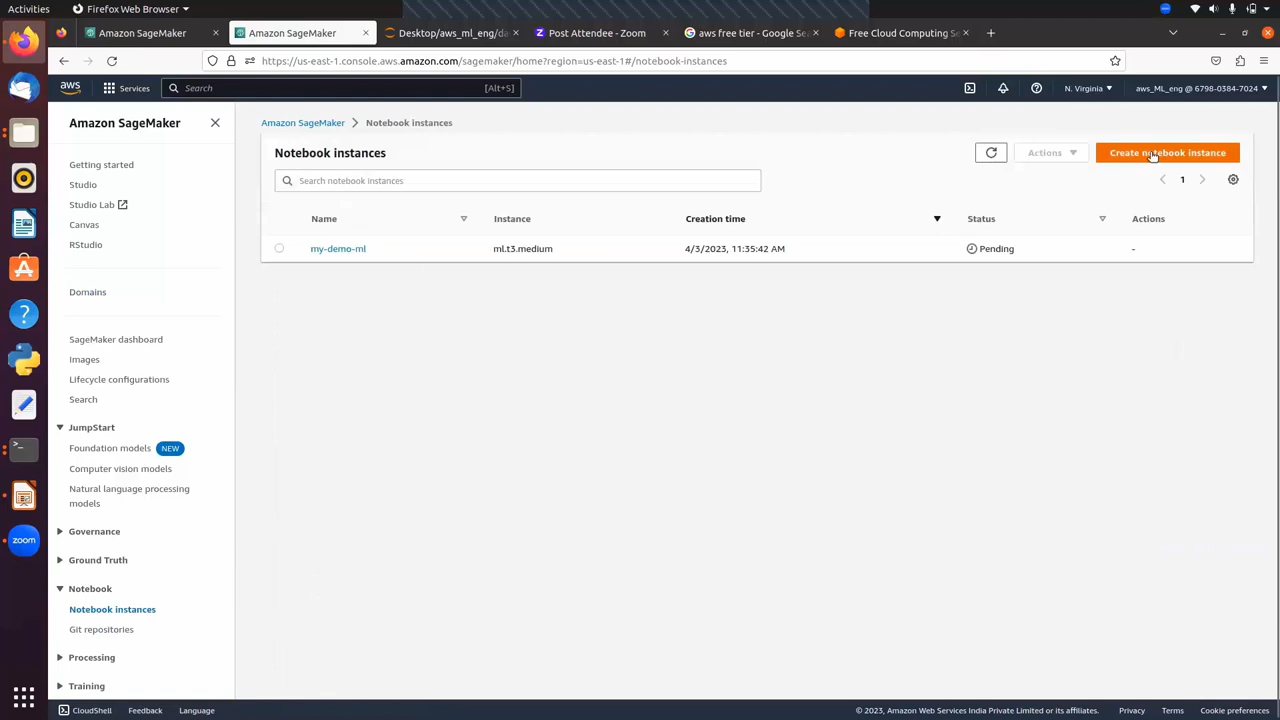 Activities
Firefox Web Browser
Amazon SageMaker
Amazon SageMaker
Desktop/aws_ml_eng/da
Post Attendee - Zoom
aws free tier - Google Sea
Free Cloud Computing Se
https://us-east-1.console.aws.amazon.com/sagemaker/home?region=us-east-1#/notebook-instances
aws
Services
Search
[Alt+S]
N. Virginia
aws_ML_eng @ 6798-0384-7024
Amazon SageMaker
Getting started
Studio
Studio Lab
Canvas
RStudio
Domains
SageMaker dashboard
Images
Lifecycle configurations
Search
JumpStart
Foundation models NEW
Computer vision models
Natural language processing
models
Governance
Ground Truth
Notebook
Notebook instances
Git repositories
Processing
Training
Amazon SageMaker > Notebook instances
Notebook instances
Actions
Create notebook instance
Search notebook instances
1
Name Instance Creation time Status Actions
my-demo-ml ml.t3.medium 4/3/2023, 11:35:42 AM Pending -
zoom
CloudShell Feedback Language
© 2023, Amazon Web Services India Private Limited or its affiliates. Privacy Terms Cookie preferences